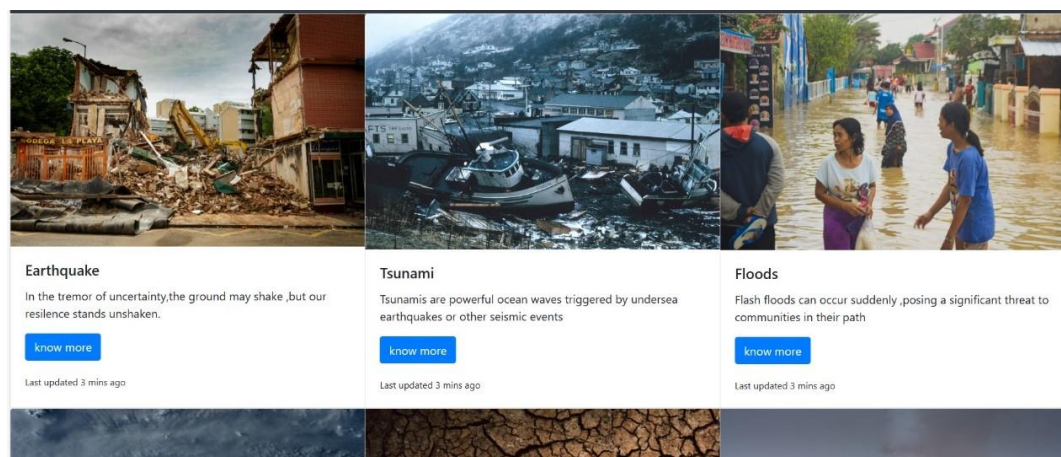 BODEGA LA PLAYA
Earthquake
In the tremor of uncertainty,the ground may shake ,but our
resilence stands unshaken.
know more
Last updated 3 mins ago
Tsunami
Tsunamis are powerful ocean waves triggered by undersea
earthquakes or other seismic events
know more
Last updated 3 mins ago
Floods
Flash floods can occur suddenly ,posing a significant threat to
communities in their path
know more
Last updated 3 mins ago